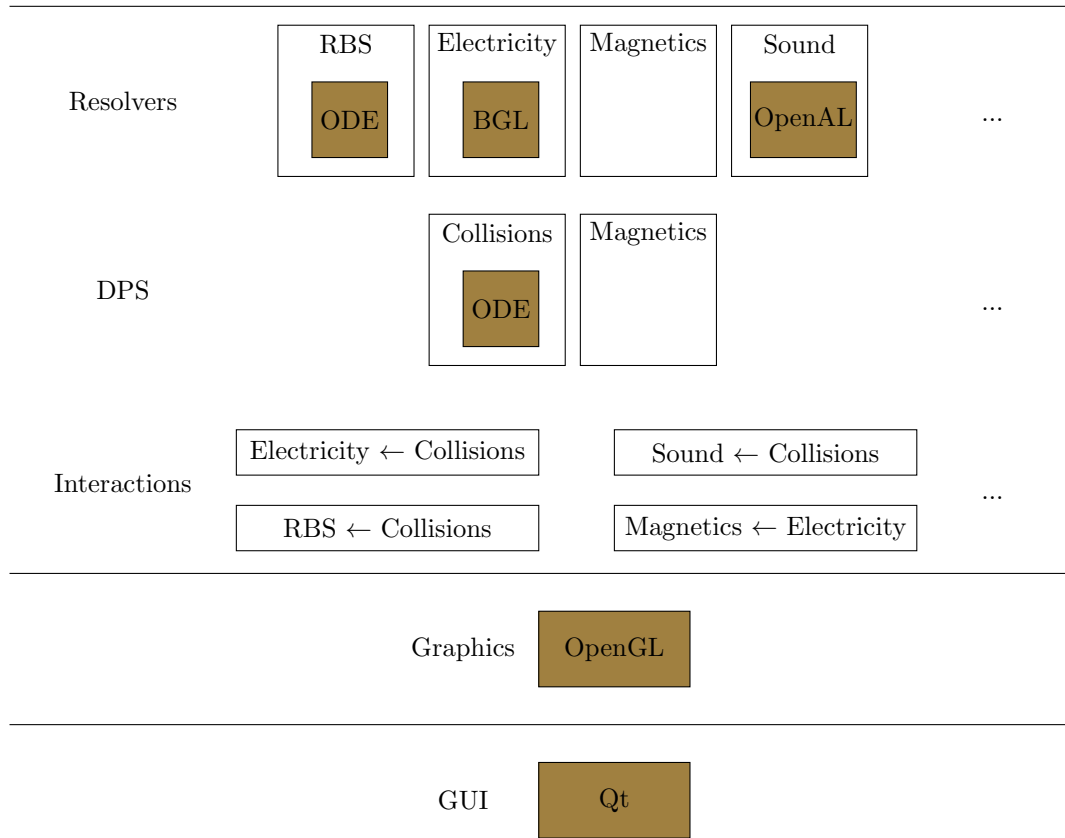 RBS Electricity Magnetics Sound
Resolvers ODE BGL OpenAL ...
Collisions Magnetics
DPS ODE ...
Electricity ← Collisions Sound ← Collisions
Interactions ...
RBS ← Collisions Magnetics ← Electricity
Graphics OpenGL
GUI Qt